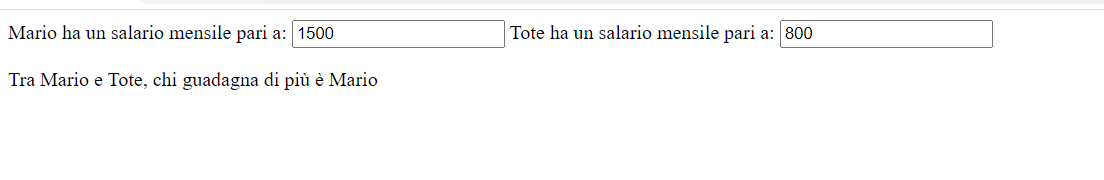 Mario ha un salario mensile pari a: 1500 Tote ha un salario mensile pari a: 800
Tra Mario e Tote, chi guadagna di più è Mario